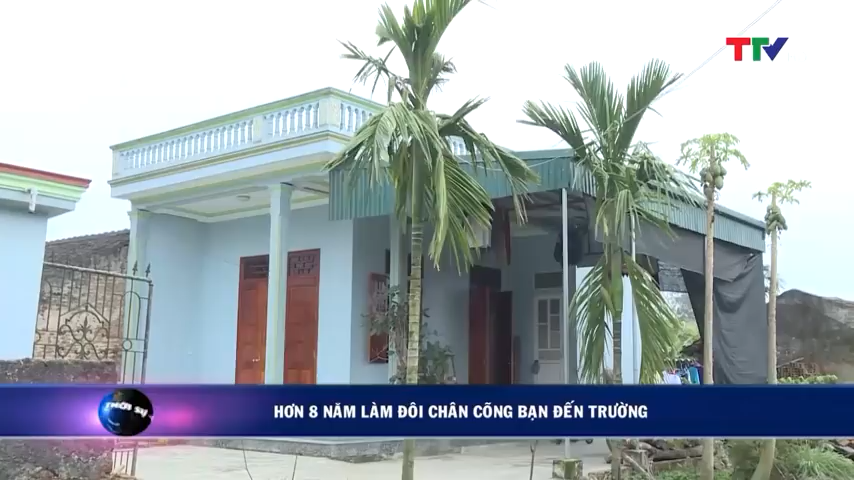 TTV
THỜI SỰ
HƠN 8 NĂM LÀM ĐÔI CHÂN CÕNG BẠN ĐẾN TRƯỜNG